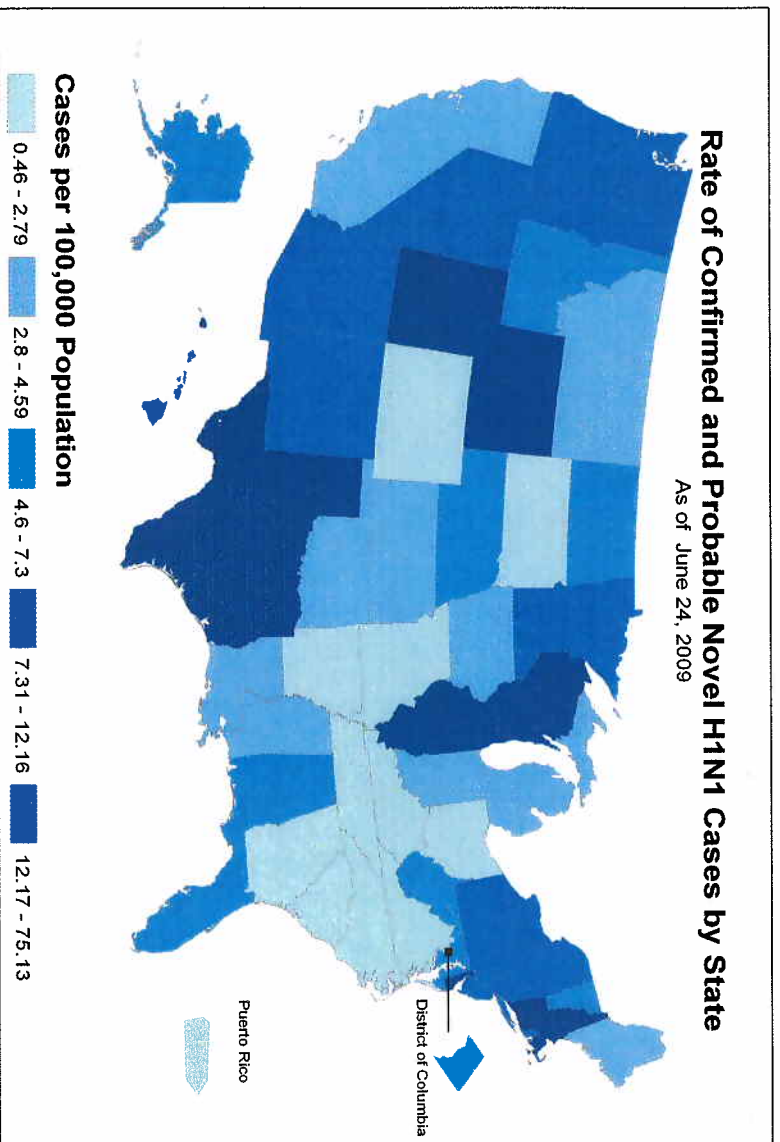 Rate of Confirmed and Probable Novel H1N1 Cases by State
As of June 24, 2009
District of Columbia
Puerto Rico
Cases per 100,000 Population
0.46 - 2.79
2.8 - 4.59
4.6 - 7.3
7.31 - 12.16
12.17 - 75.13